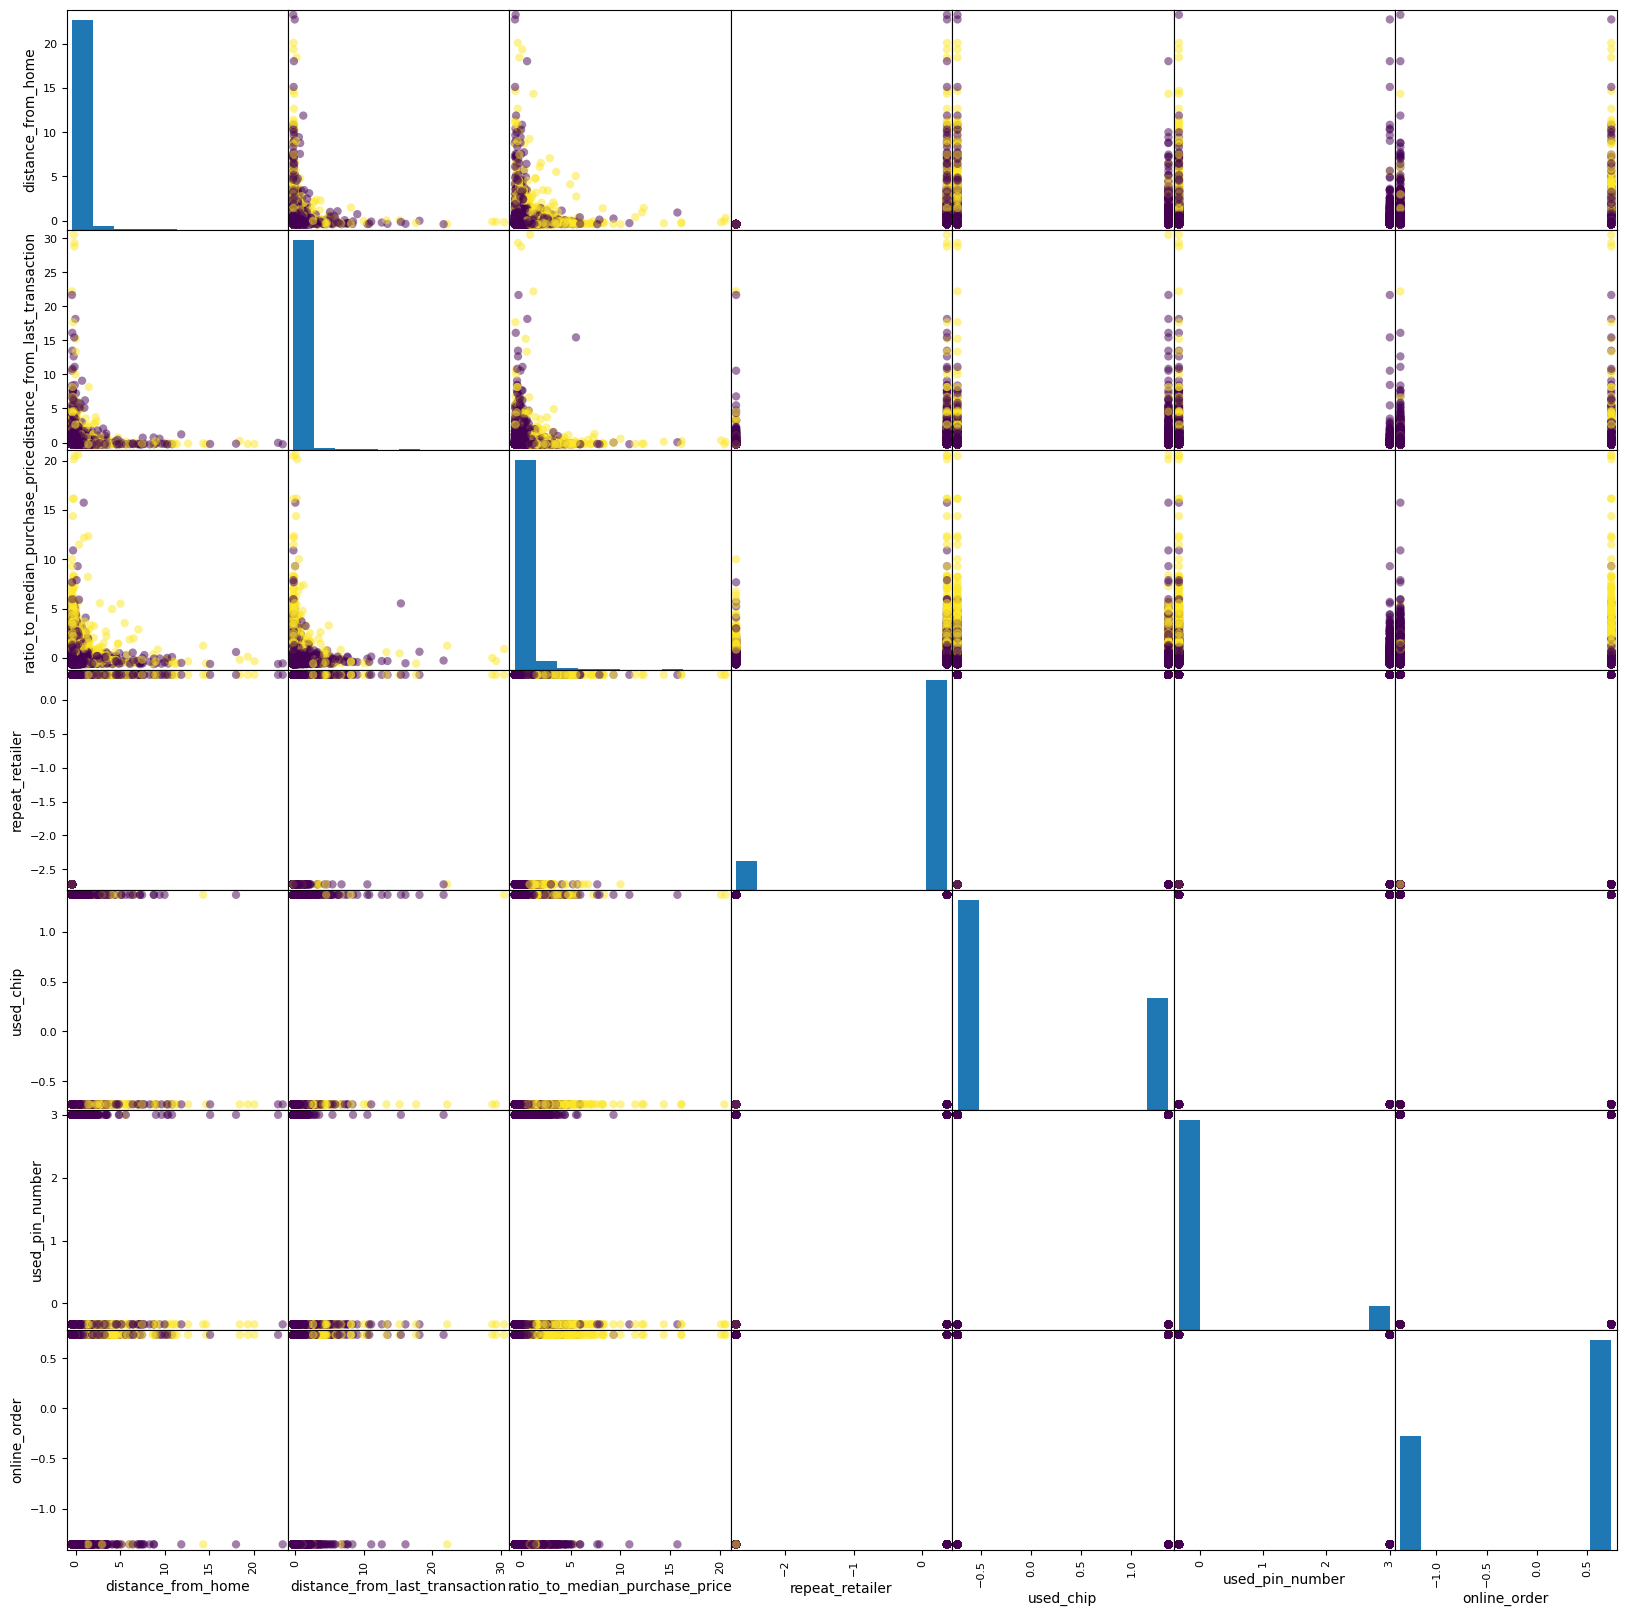 distance_from_home
20
15
10
5
0
distance_from_last_transaction
30
25
20
15
10
5
0
ratio_to_median_purchase_price
20
15
10
5
0
repeat_retailer
0.0
−0.5
−1.0
−1.5
−2.0
−2.5
used_chip
1.0
0.5
0.0
−0.5
used_pin_number
3
2
1
0
online_order
0.5
0.0
−0.5
−1.0
0 5 10 15 20
distance_from_home
0 10 20 30
distance_from_last_transaction
0 5 10 15 20
ratio_to_median_purchase_price
−2 −1 0
repeat_retailer
−0.5 0.0 0.5 1.0
used_chip
0 1 2 3
used_pin_number
−1.0 −0.5 0.0 0.5
online_order